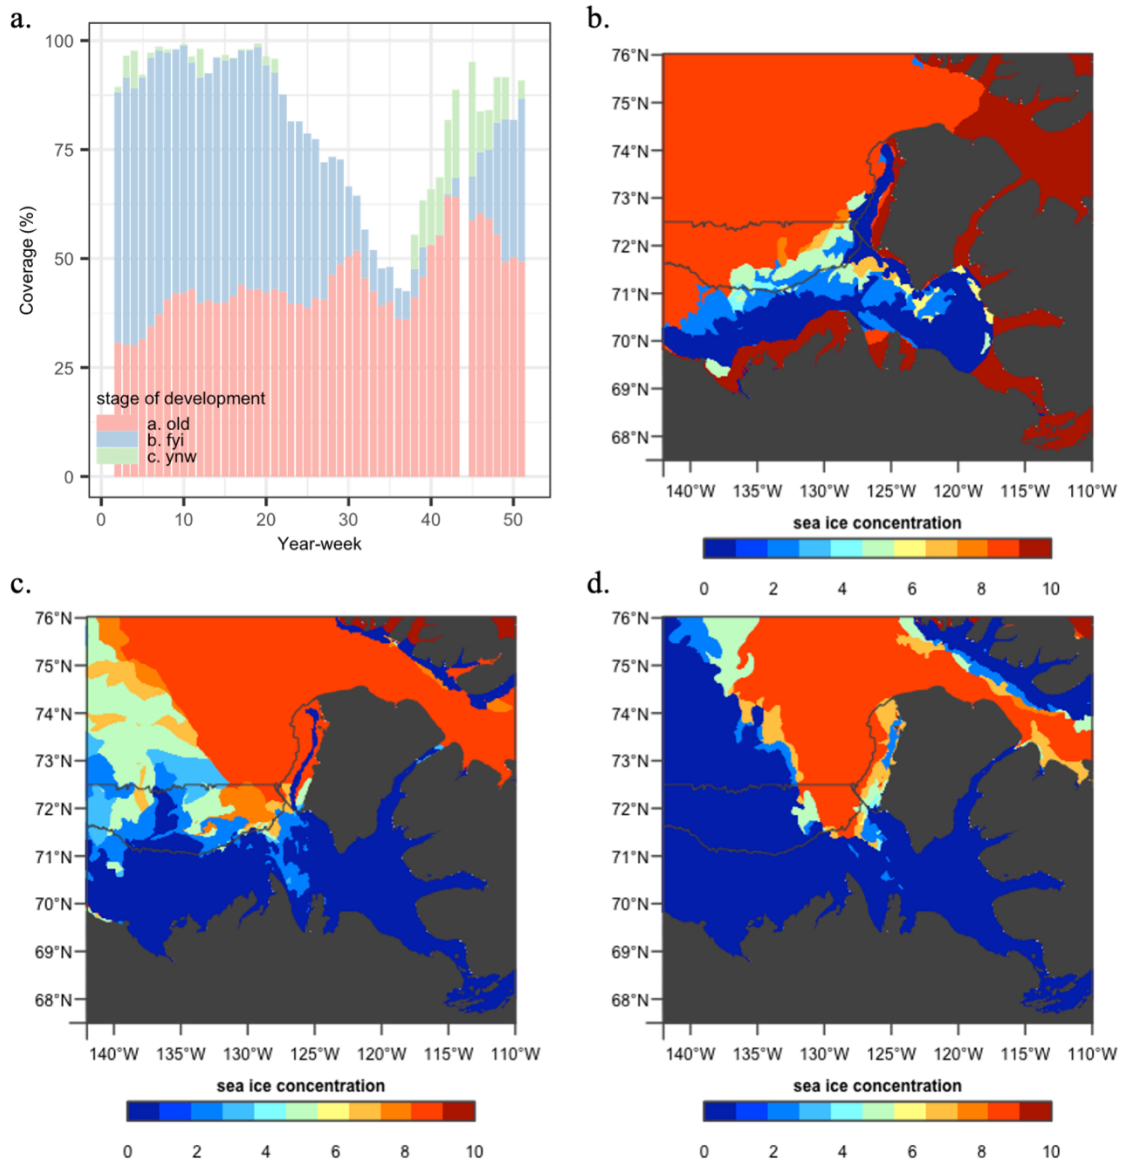 a.
100
75
50
25
0
Coverage (%)
stage of development
a. old
b. fyi
c. ynw
0 10 20 30 40 50
Year-week
b.
76°N
75°N
74°N
73°N
72°N
71°N
70°N
69°N
68°N
140°W 135°W 130°W 125°W 120°W 115°W 110°W
sea ice concentration
0 2 4 6 8 10
c.
76°N
75°N
74°N
73°N
72°N
71°N
70°N
69°N
68°N
140°W 135°W 130°W 125°W 120°W 115°W 110°W
sea ice concentration
0 2 4 6 8 10
d.
76°N
75°N
74°N
73°N
72°N
71°N
70°N
69°N
68°N
140°W 135°W 130°W 125°W 120°W 115°W 110°W
sea ice concentration
0 2 4 6 8 10